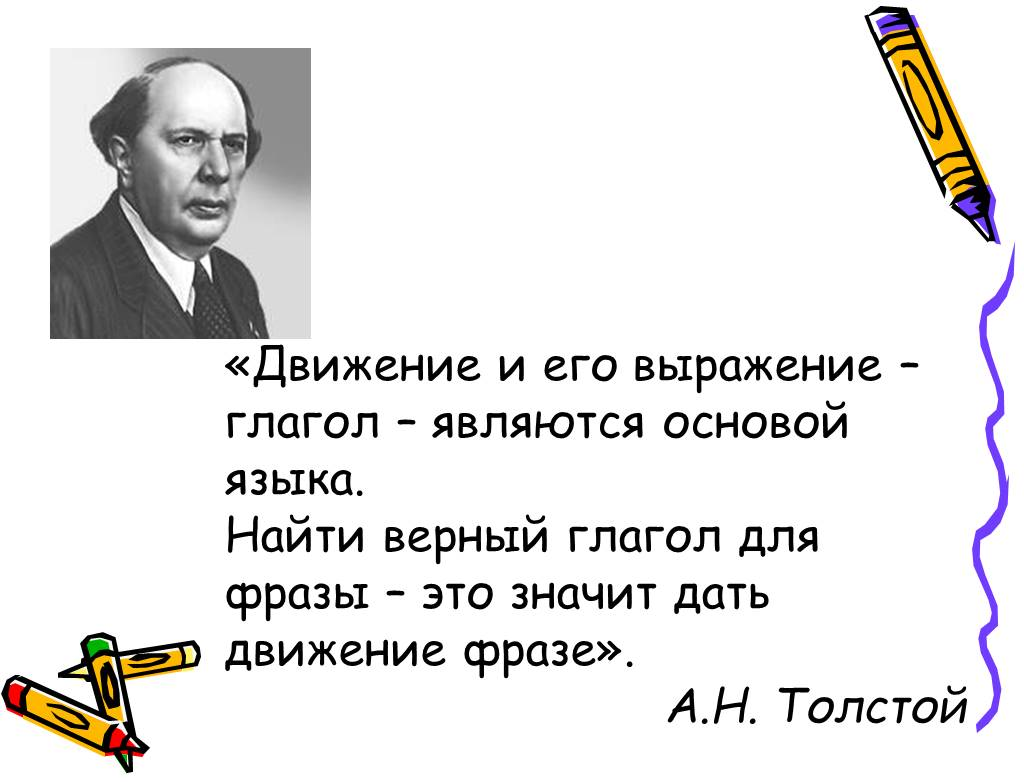 «Движение и его выражение –
глагол – являются основой
языка.
Найти верный глагол для
фразы – это значит дать
движение фразе».
А.Н. Толстой